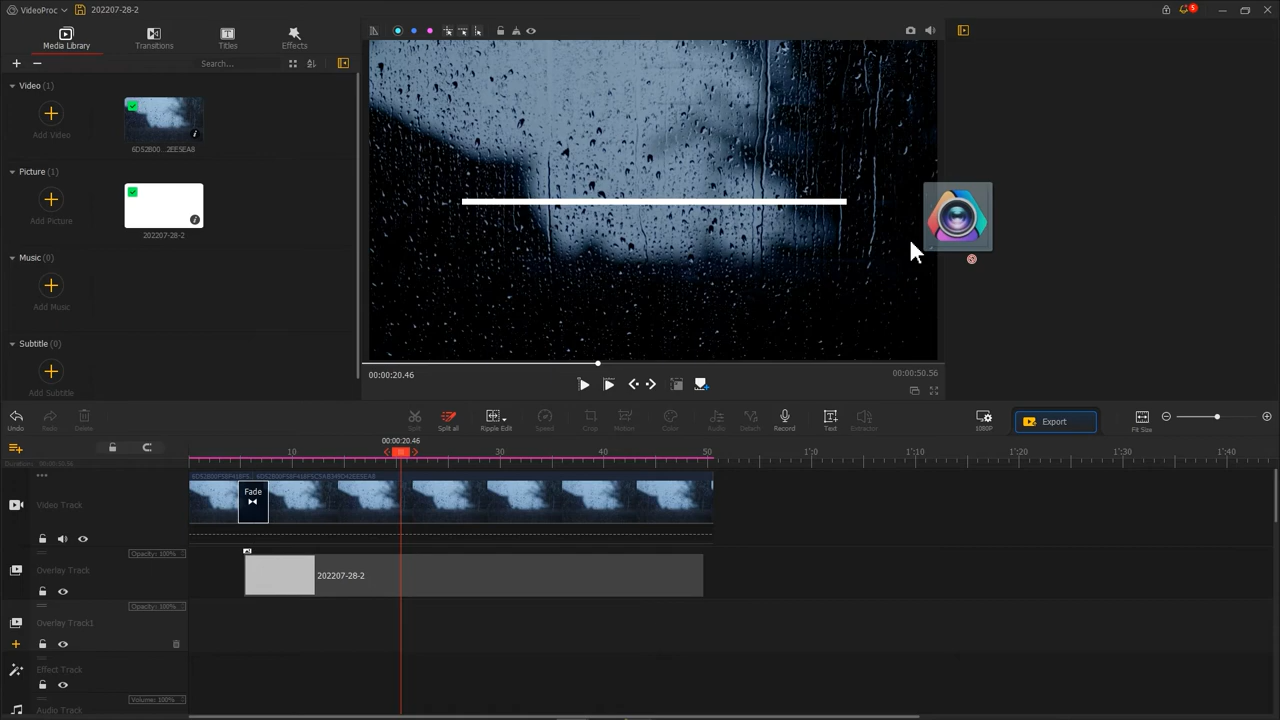 VideoProc
202207-28-2
5
Media Library
Transitions
Titles
Effects
Search...
Video (1)
Add Video
6D52B00...2EE5EA8
Picture (1)
Add Picture
202207-28-2
Music (0)
Add Music
Subtitle (0)
Add Subtitle
00:00:20.46
00:00:50.56
Undo
Redo
Delete
Split
Split all
Ripple Edit
Speed
Crop
Motion
Color
Audio
Detach
Record
Text
Extractor
1080P
Export
Fit Size
00:00:20.46
10
30
40
50
1:0
1:10
1:20
1:30
1:40
Video Track
Fade
Opacity: 100%
Overlay Track
202207-28-2
Opacity: 100%
Overlay Track1
Effect Track
Volume: 100%
Audio Track